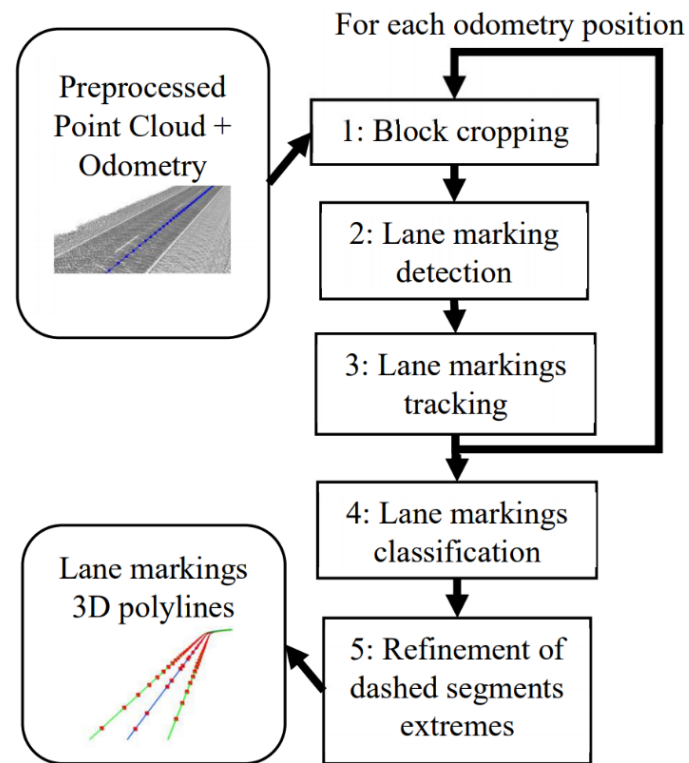 For each odometry position
Preprocessed
Point Cloud +
Odometry
1: Block cropping
2: Lane marking
detection
3: Lane markings
tracking
4: Lane markings
classification
5: Refinement of
dashed segments
extremes
Lane markings
3D polylines